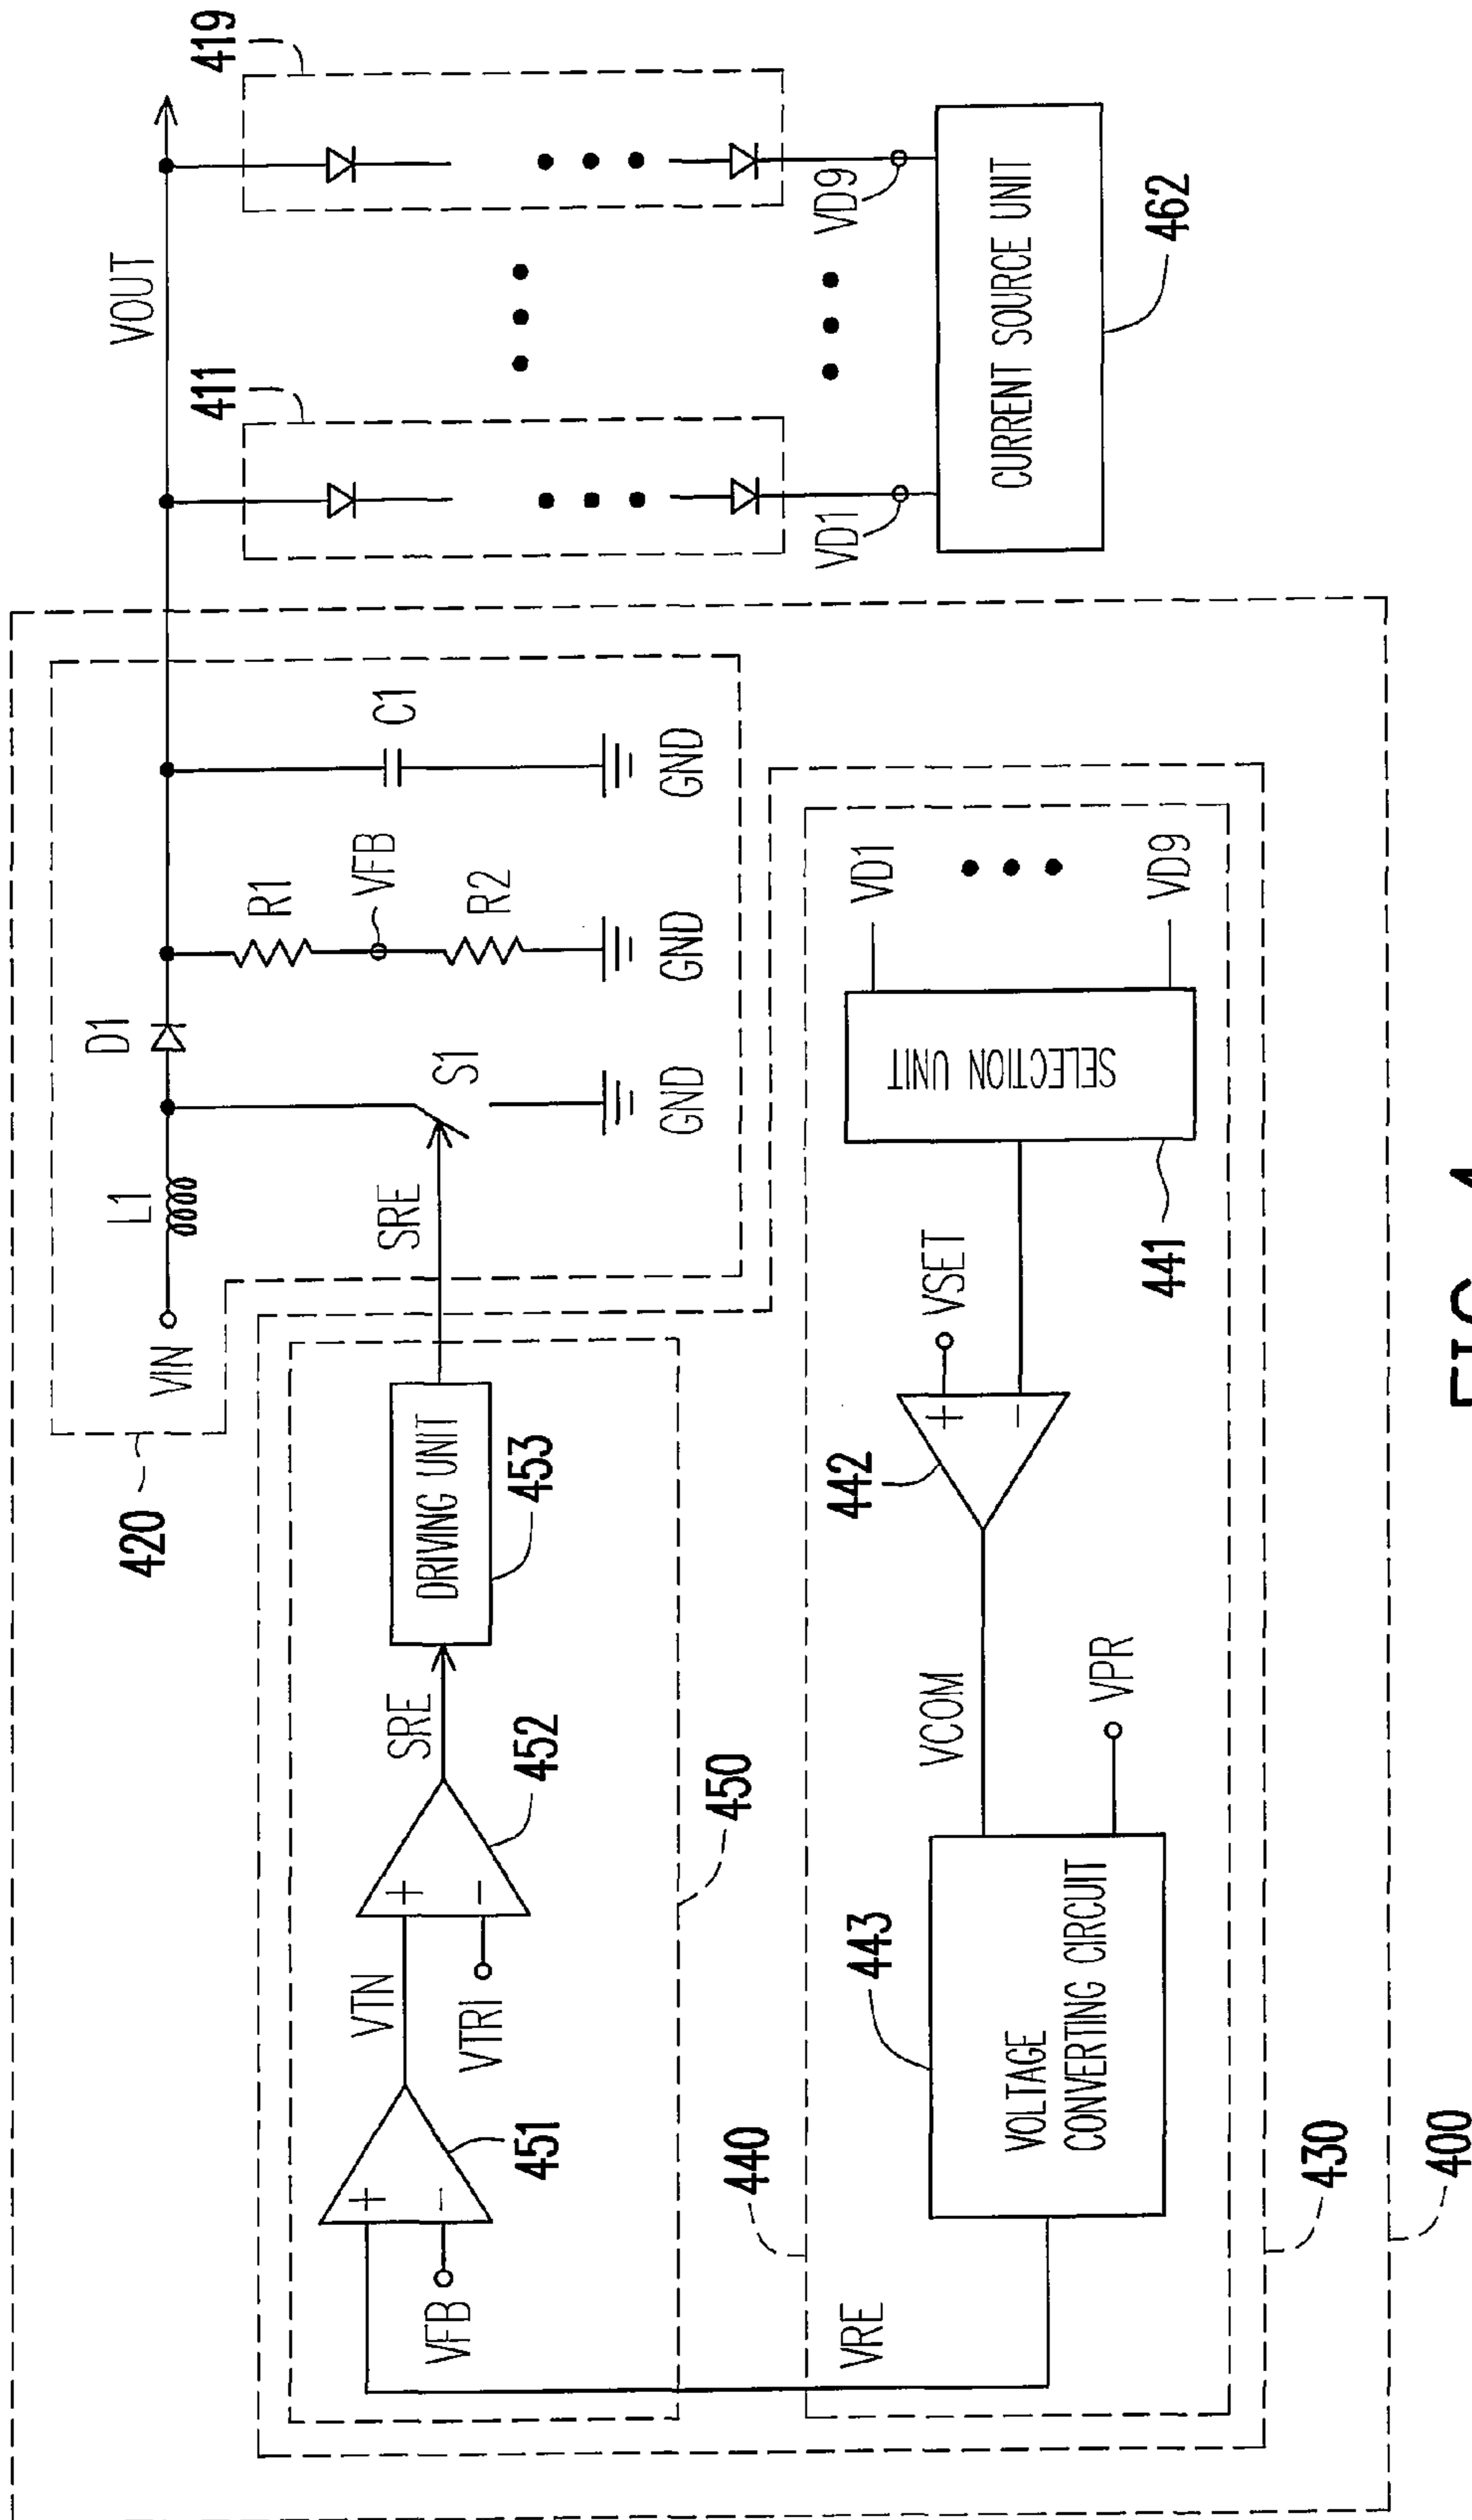 VOUT
411
419
VD1
VD9
CURRENT SOURCE UNIT
462
420
VIN
L1
D1
R1
VFB
R2
C1
S1
GND
GND
GND
SRE
DRIVING UNIT
453
SRE
452
VTN
VTRI
451
VFB
450
440
VRE
443
VOLTAGE
CONVERTING CIRCUIT
VCOM
VPR
442
VSET
441
SELECTION UNIT
VD1
VD9
430
400